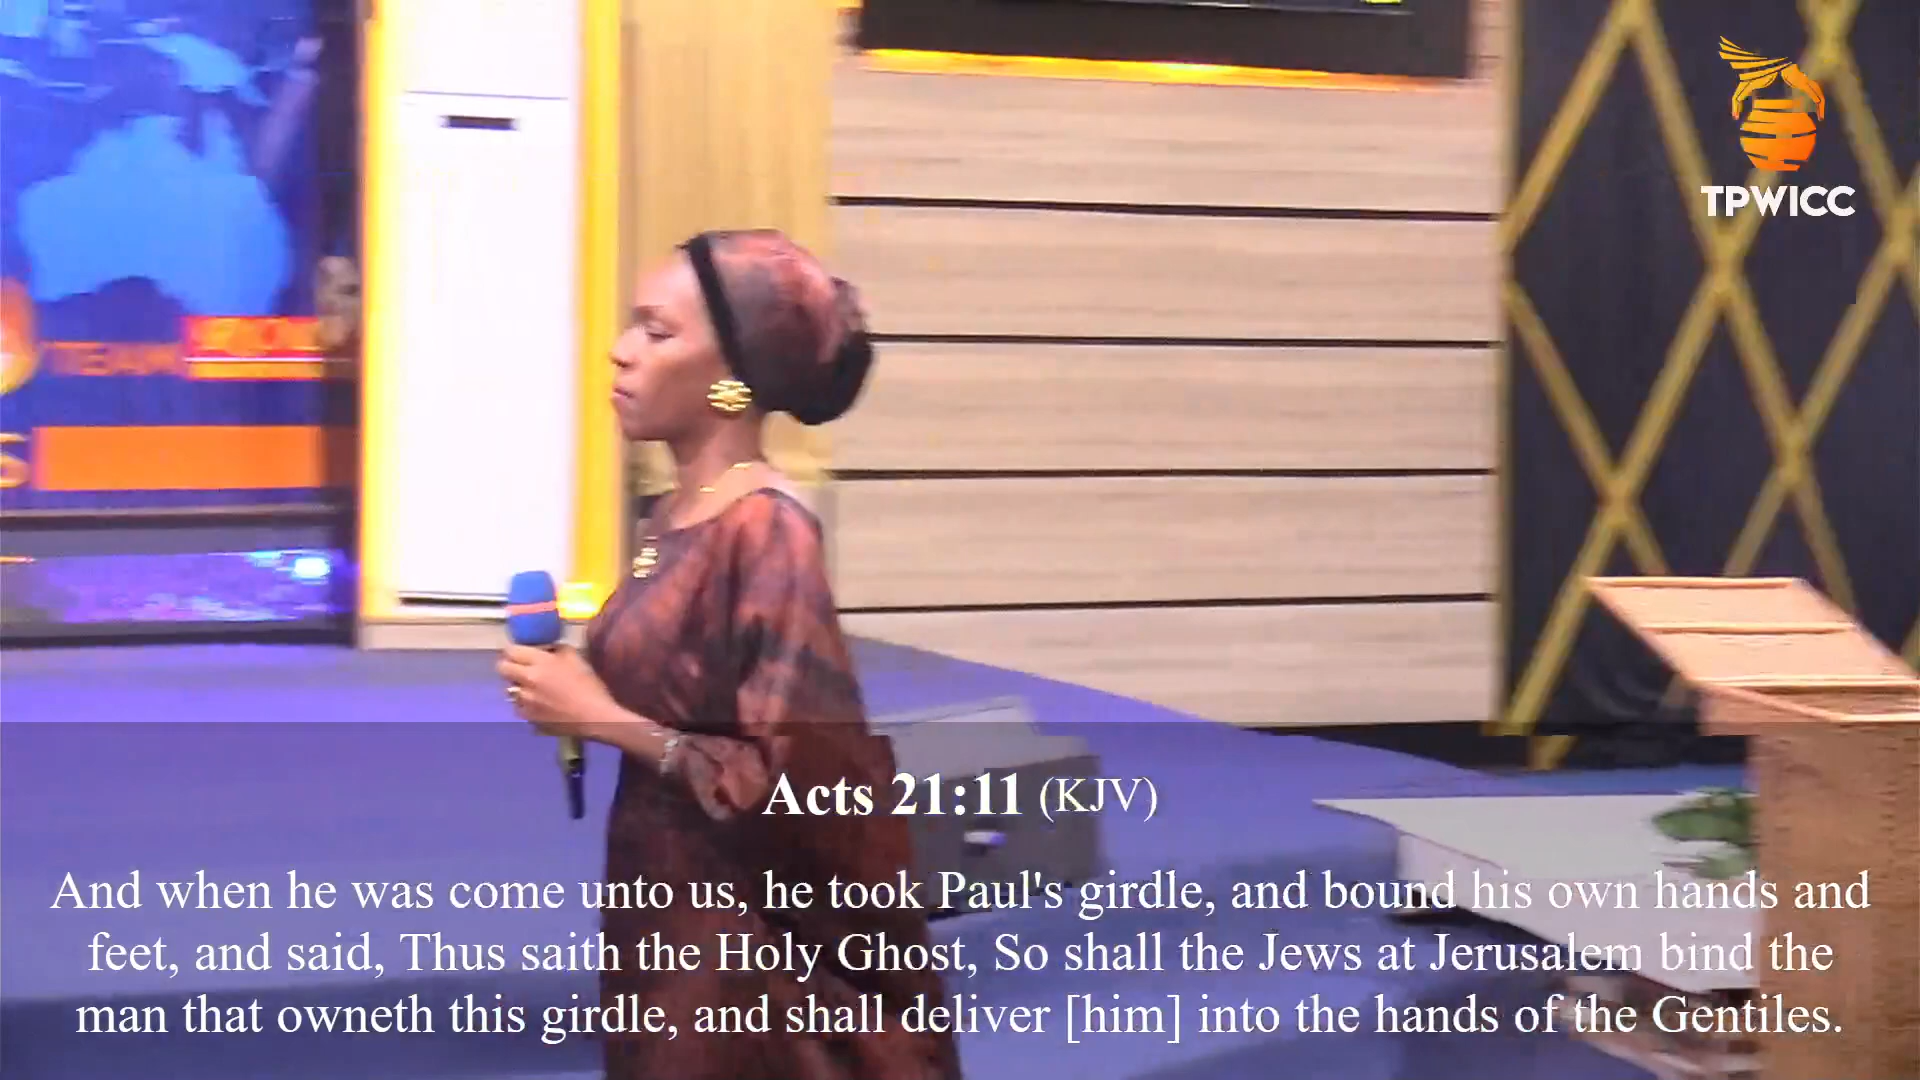 TPWICC
TEAM
Acts 21:11 (KJV)
And when he was come unto us, he took Paul's girdle, and bound his own hands and
feet, and said, Thus saith the Holy Ghost, So shall the Jews at Jerusalem bind the
man that owneth this girdle, and shall deliver [him] into the hands of the Gentiles.